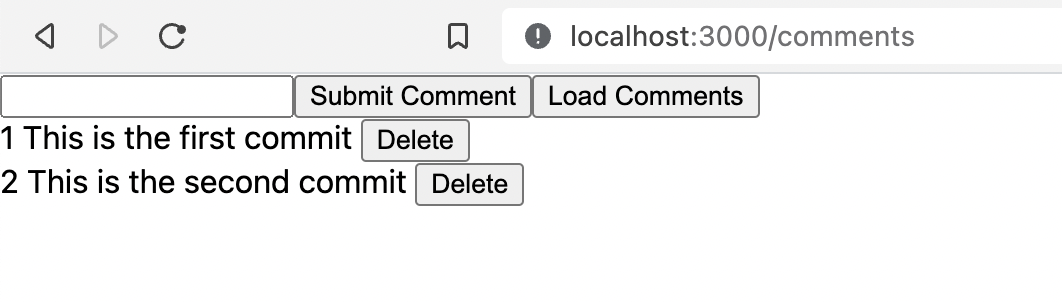 localhost:3000/comments
Submit Comment Load Comments
1 This is the first commit Delete
2 This is the second commit Delete